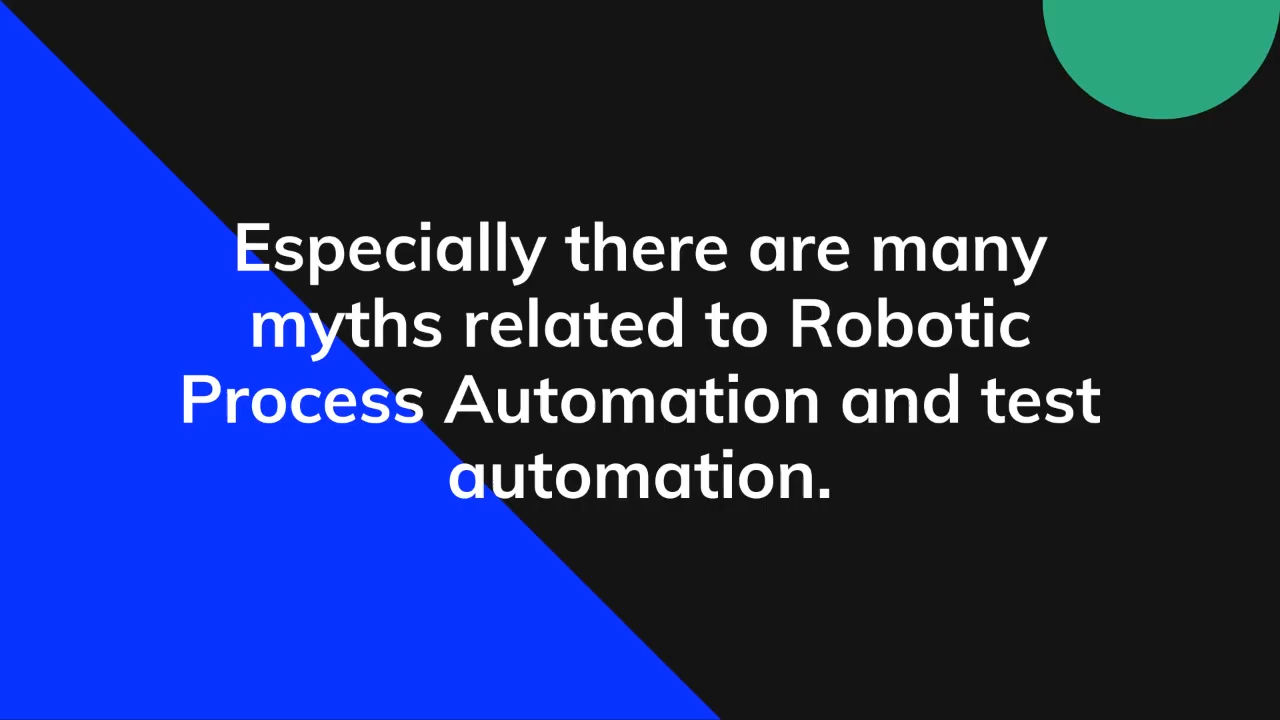 Especially there are many
myths related to Robotic
Process Automation and test
automation.